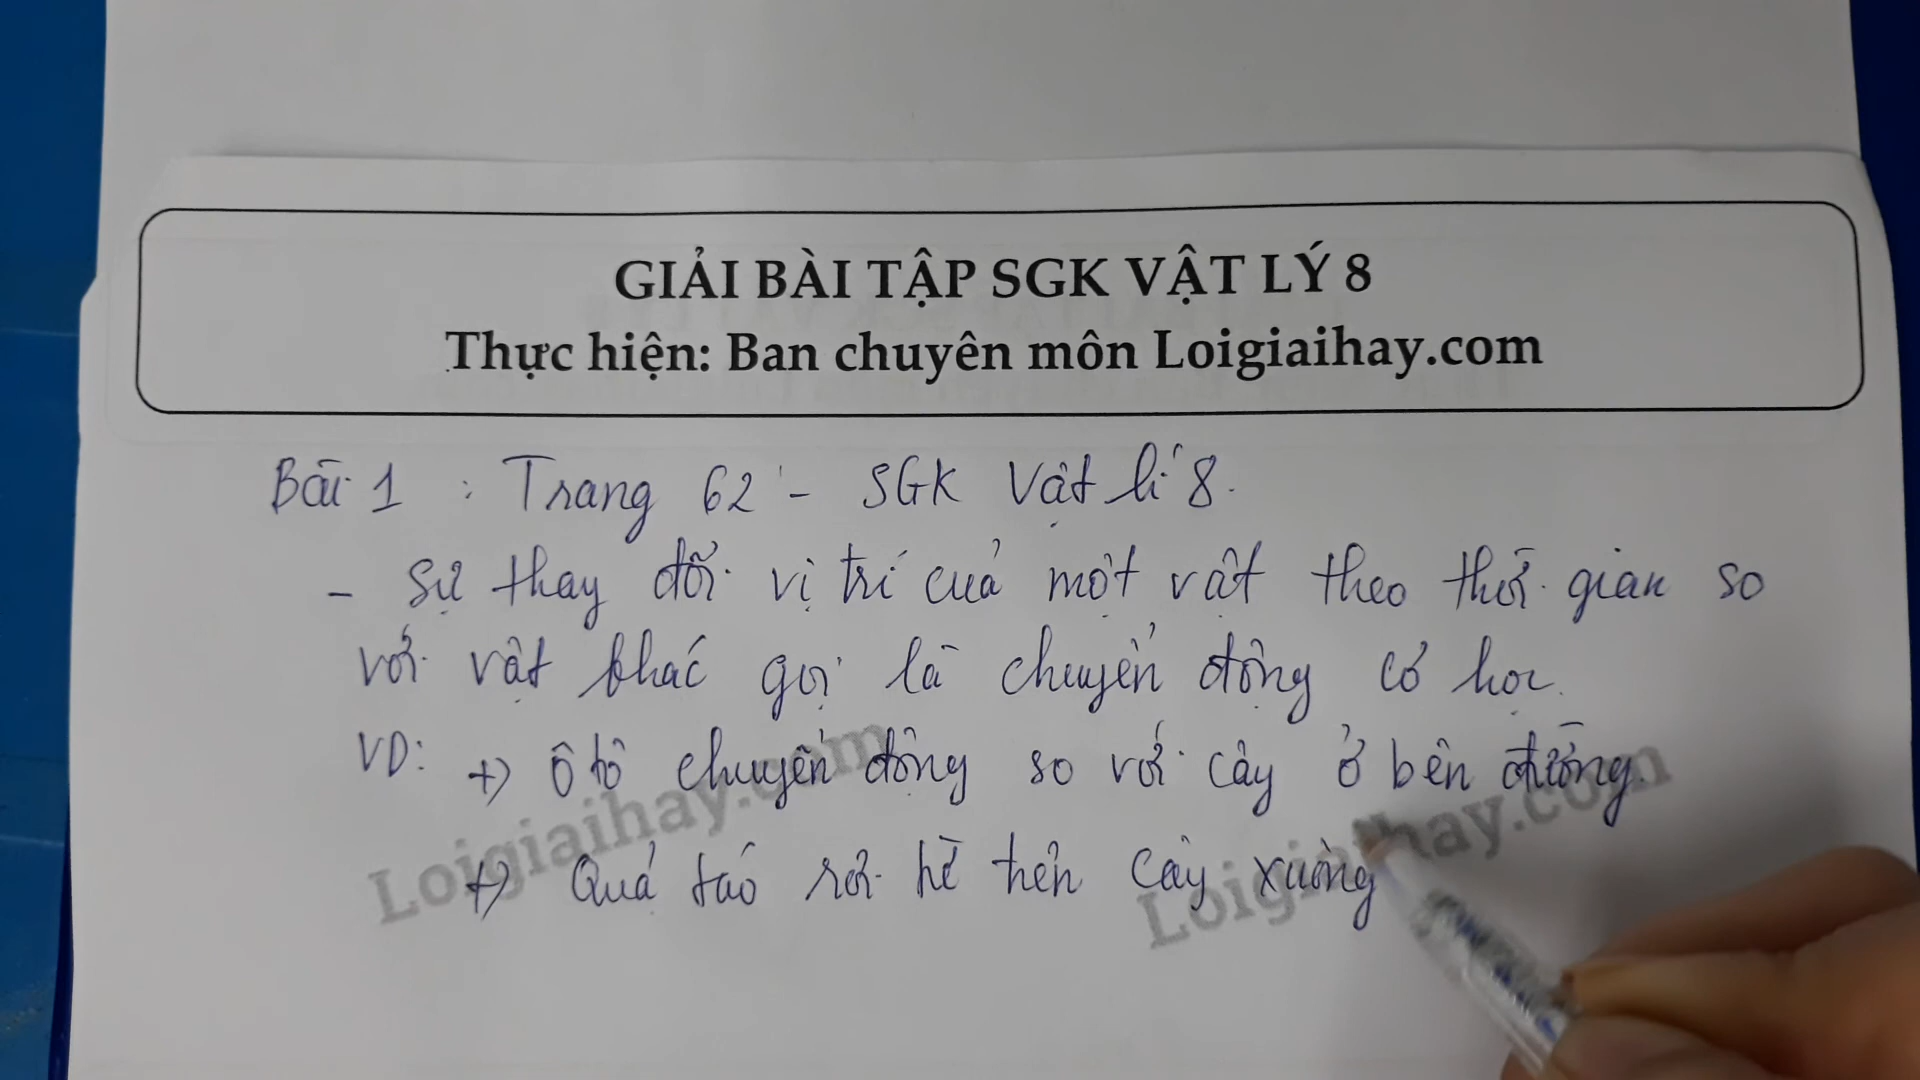 GIẢI BÀI TẬP SGK VẬT LÝ 8
Thực hiện: Ban chuyên môn Loigiaihay.com
Bài 1 : Trang 62 - SGK Vật lí 8.
- Sự thay đổi vị trí của một vật theo thời gian so
với vật khác gọi là chuyển động cơ học.
VD: +) Ô tô chuyển động so với cây ở bên đường.
+) Quả táo rơi từ trên cây xuống
Loigiaihay.com
Loigiaihay.com